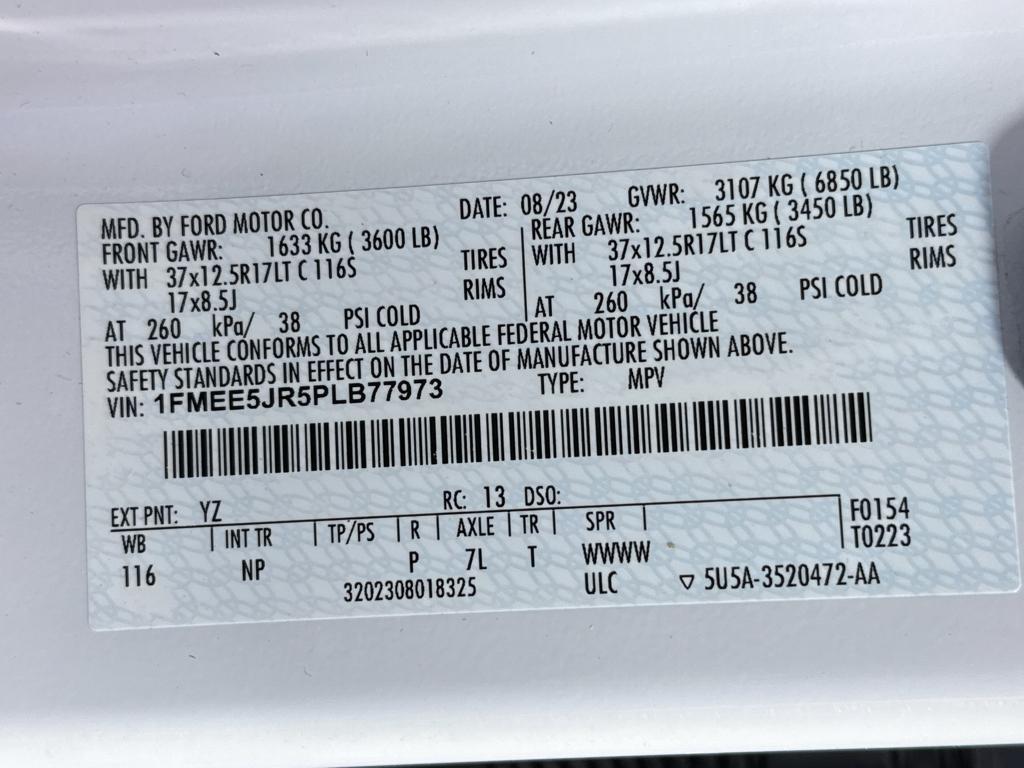 MFD. BY FORD MOTOR CO. DATE: 08/23 GVWR: 3107 KG ( 6850 LB)
FRONT GAWR: 1633 KG ( 3600 LB) REAR GAWR: 1565 KG ( 3450 LB)
WITH 37x12.5R17LT C 116S TIRES WITH 37x12.5R17LT C 116S TIRES
17x8.5J RIMS 17x8.5J RIMS
AT 260 kPa/ 38 PSI COLD AT 260 kPa/ 38 PSI COLD
THIS VEHICLE CONFORMS TO ALL APPLICABLE FEDERAL MOTOR VEHICLE
SAFETY STANDARDS IN EFFECT ON THE DATE OF MANUFACTURE SHOWN ABOVE.
VIN: 1FMEE5JR5PLB77973 TYPE: MPV
EXT PNT: YZ RC: 13 DSO:
WB INT TR TP/PS R AXLE TR SPR F0154
116 NP P 7L T WWWW T0223
3202308018325 ULC ▽ 5U5A-3520472-AA